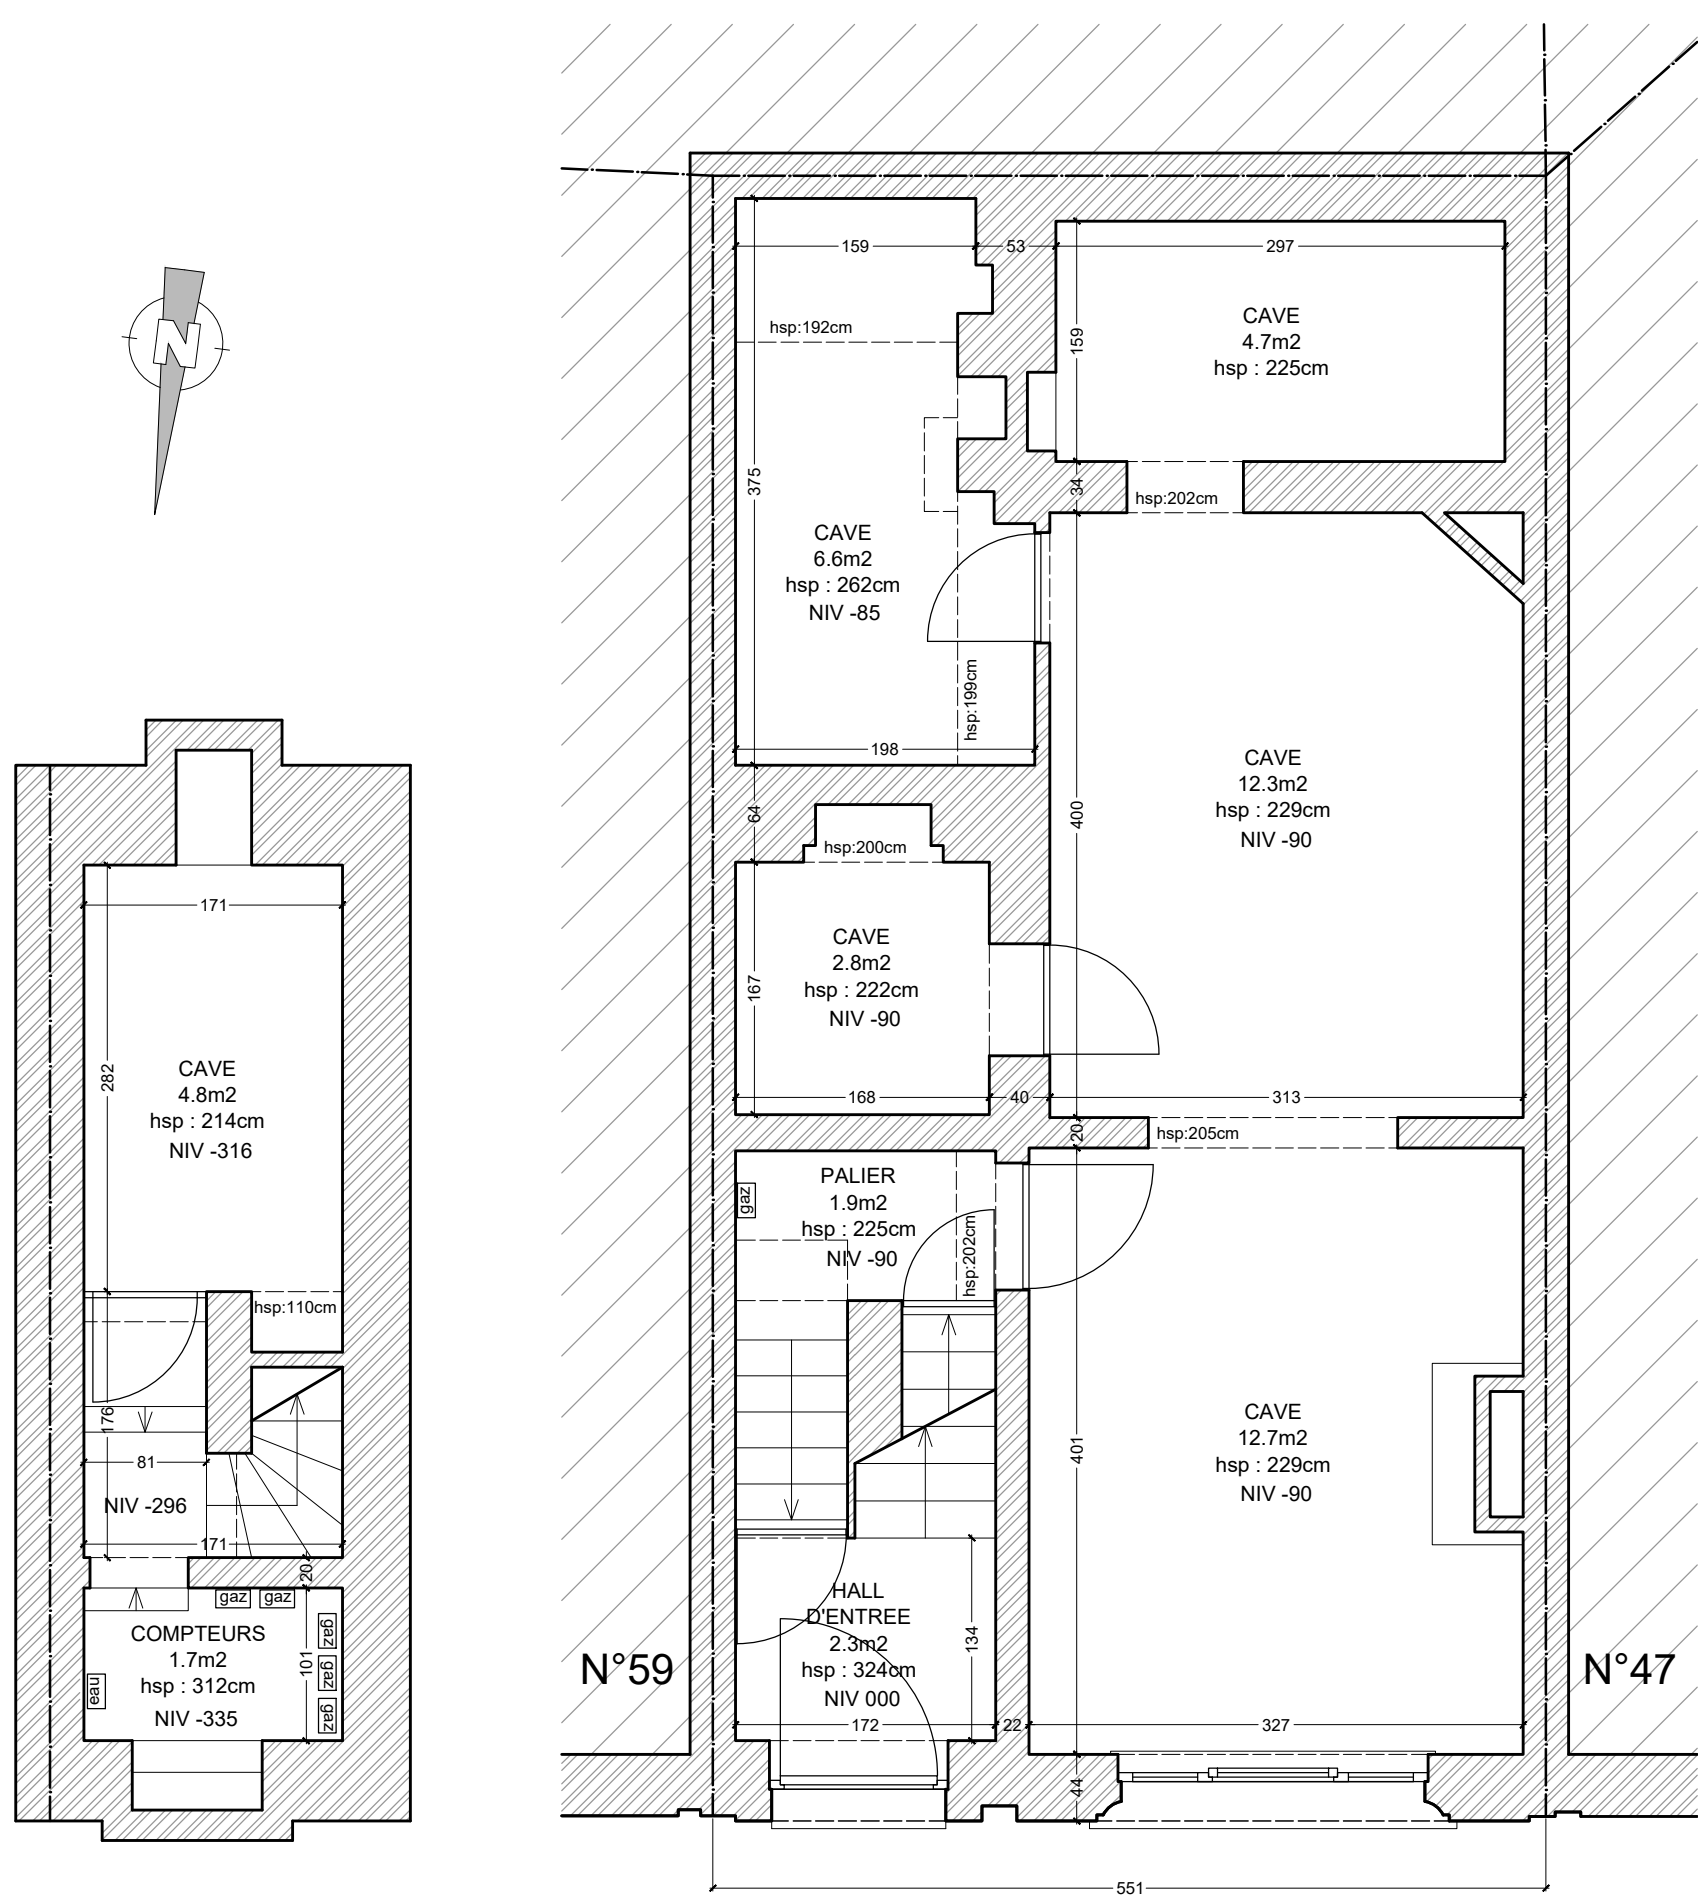 N
171
282
CAVE
4.8m2
hsp : 214cm
NIV -316
hsp:110cm
176
81
NIV -296
171
20
gaz
gaz
COMPTEURS
1.7m2
hsp : 312cm
NIV -335
101
eau
gaz
gaz
gaz
159
53
297
hsp:192cm
CAVE
4.7m2
hsp : 225cm
159
375
34
hsp:202cm
CAVE
6.6m2
hsp : 262cm
NIV -85
hsp:199cm
198
64
CAVE
12.3m2
hsp : 229cm
NIV -90
400
hsp:200cm
CAVE
2.8m2
hsp : 222cm
NIV -90
167
168
40
313
20
hsp:205cm
PALIER
1.9m2
hsp : 225cm
NIV -90
gaz
hsp:202cm
CAVE
12.7m2
hsp : 229cm
NIV -90
401
HALL
D'ENTREE
2.3m2
hsp : 324cm
NIV 000
134
N°59
N°47
172
22
327
44
551